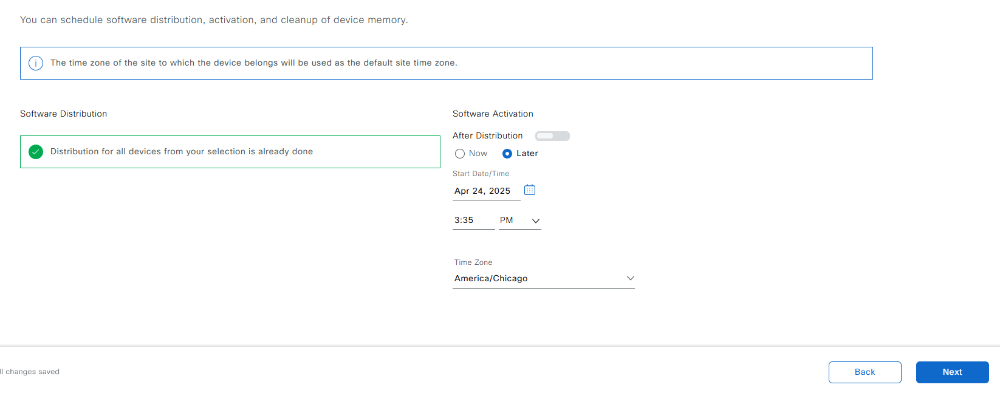 You can schedule software distribution, activation, and cleanup of device memory.
The time zone of the site to which the device belongs will be used as the default site time zone.
Software Distribution
Distribution for all devices from your selection is already done
Software Activation
After Distribution
Now Later
Start Date/Time
Apr 24, 2025
3:35 PM
Time Zone
America/Chicago
ll changes saved
Back Next